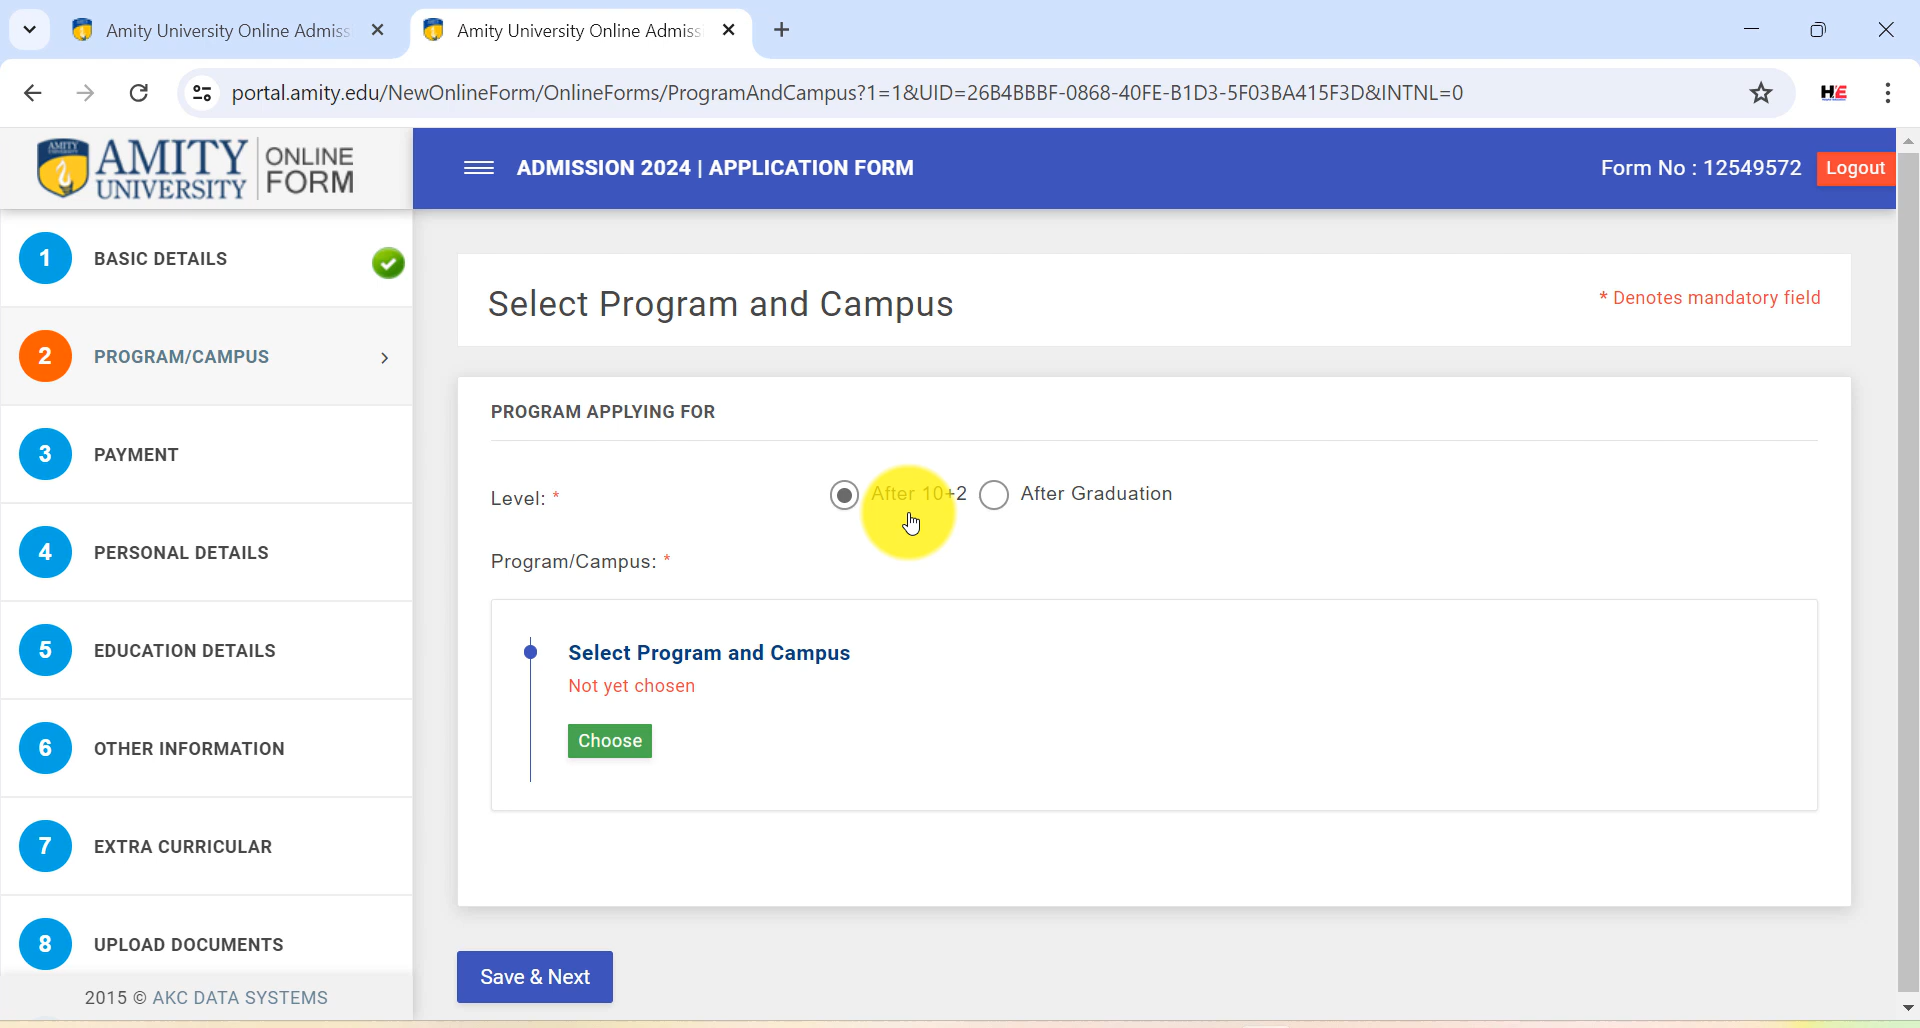 Amity University Online Admiss
Amity University Online Admiss
portal.amity.edu/NewOnlineForm/OnlineForms/ProgramAndCampus?1=1&UID=26B4BBBF-0868-40FE-B1D3-5F03BA415F3D&INTNL=0
HE
AMITY
AMITY UNIVERSITY
ONLINE FORM
ADMISSION 2024 | APPLICATION FORM
Form No : 12549572
Logout
1 BASIC DETAILS
2 PROGRAM/CAMPUS
3 PAYMENT
4 PERSONAL DETAILS
5 EDUCATION DETAILS
6 OTHER INFORMATION
7 EXTRA CURRICULAR
8 UPLOAD DOCUMENTS
2015 © AKC DATA SYSTEMS
Select Program and Campus
* Denotes mandatory field
PROGRAM APPLYING FOR
Level: * After 10+2 After Graduation
Program/Campus: *
Select Program and Campus
Not yet chosen
Choose
Save & Next